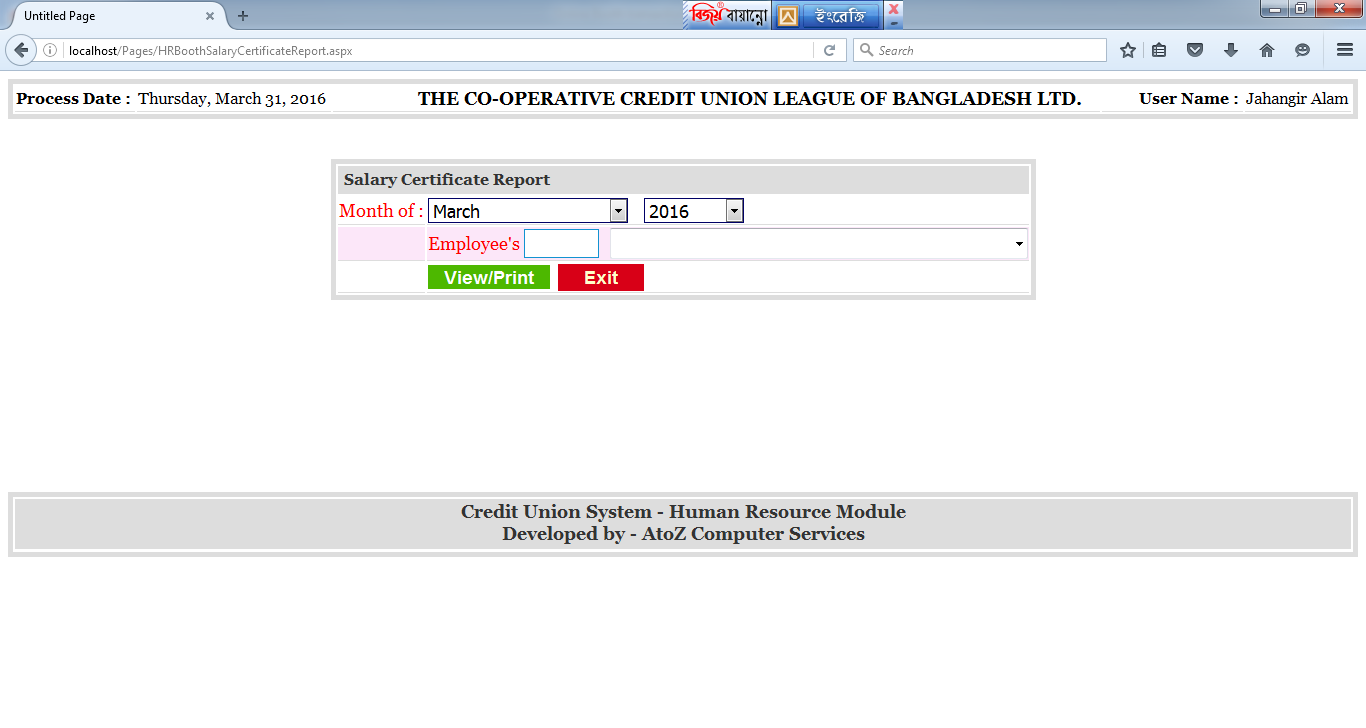 Untitled Page
বিজয়® বায়ান্নো
ইংরেজি
localhost/Pages/HRBoothSalaryCertificateReport.aspx
Search
Process Date : Thursday, March 31, 2016 THE CO-OPERATIVE CREDIT UNION LEAGUE OF BANGLADESH LTD. User Name : Jahangir Alam
Salary Certificate Report
Month of : March 2016
Employee's
View/Print Exit
Credit Union System - Human Resource Module
Developed by - AtoZ Computer Services